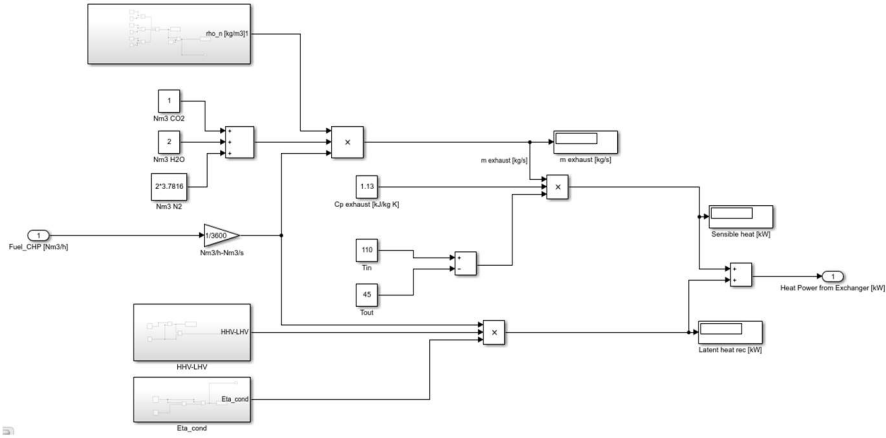 rho_n [kg/m3]1
1
Nm3 CO2
+
+
+
×
2
Nm3 H2O
m exhaust [kg/s]
m exhaust [kg/s]
2*3.7816
Nm3 N2
1.13
Cp exhaust [kJ/kg K]
×
1
Fuel_CHP [Nm3/h]
1/3600
Nm3/h-Nm3/s
Sensible heat [kW]
110
Tin
+
−
45
Tout
+
+
1
Heat Power from Exchanger [kW]
HHV-LHV
HHV-LHV
×
Latent heat rec [kW]
Eta_cond
Eta_cond